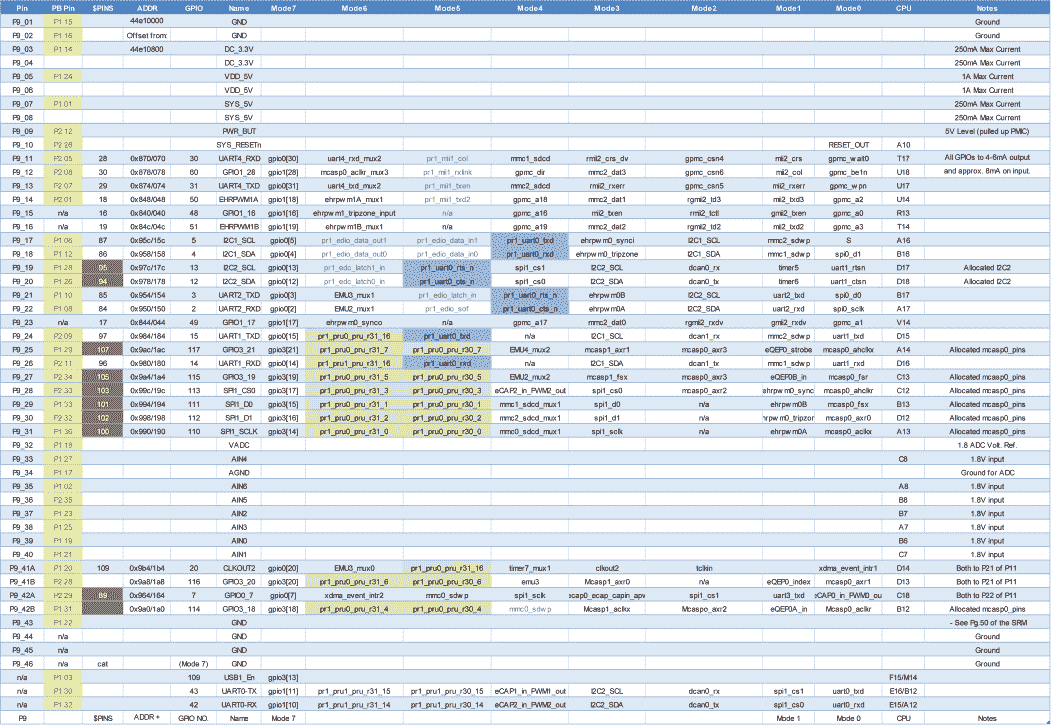 Pin PB Pin $PINS ADDR GPIO Name Mode7 Mode6 Mode5 Mode4 Mode3 Mode2 Mode1 Mode0 CPU Notes
P9_01 P1.15 44e10000 GND Ground
P9_02 P1.16 Offset from: GND Ground
P9_03 P1.14 44e10800 DC_3.3V 250mA Max Current
P9_04 DC_3.3V 250mA Max Current
P9_05 P1.24 VDD_5V 1A Max Current
P9_06 VDD_5V 1A Max Current
P9_07 P1.01 SYS_5V 250mA Max Current
P9_08 SYS_5V 250mA Max Current
P9_09 P2.12 PWR_BUT 5V Level (pulled up PMIC)
P9_10 P2.26 SYS_RESETn RESET_OUT A10
P9_11 P2.05 28 0x870/070 30 UART4_RXD gpio0[30] uart4_rxd_mux2 pr1_mii1_col mmc1_sdcd rmii2_crs_dv gpmc_csn4 mii2_crs gpmc_wait0 T17 All GPIOs to 4-6mA output
P9_12 P2.08 30 0x878/078 60 GPIO1_28 gpio1[28] mcasp0_aclkr_mux3 pr1_mii1_rxlink gpmc_dir mmc2_dat3 gpmc_csn6 mii2_col gpmc_be1n U18 and approx. 8mA on input.
P9_13 P2.07 29 0x874/074 31 UART4_TXD gpio0[31] uart4_txd_mux2 pr1_mii1_txen mmc2_sdcd rmii2_rxerr gpmc_csn5 mii2_rxerr gpmc_wpn U17
P9_14 P2.01 18 0x848/048 50 EHRPWM1A gpio1[18] ehrpwm1A_mux1 pr1_mii1_txd2 gpmc_a18 mmc2_dat1 rgmii2_td3 mii2_txd3 gpmc_a2 U14
P9_15 n/a 16 0x840/040 48 GPIO1_16 gpio1[16] ehrpwm1_tripzone_input n/a gpmc_a16 mii2_txen rmii2_tctl gmii2_txen gpmc_a0 R13
P9_16 n/a 19 0x84c/04c 51 EHRPWM1B gpio1[19] ehrpwm1B_mux1 n/a gpmc_a19 mmc2_dat2 rgmii2_td2 mii2_txd2 gpmc_a3 T14
P9_17 P1.06 87 0x95c/15c 5 I2C1_SCL gpio0[5] pr1_edio_data_out1 pr1_edio_data_in1 pr1_uart0_txd ehrpwm0_synci I2C1_SCL mmc2_sdwp S A16
P9_18 P1.12 86 0x958/158 4 I2C1_SDA gpio0[4] pr1_edio_data_out0 pr1_edio_data_in0 pr1_uart0_rxd ehrpwm0_tripzone I2C1_SDA mmc1_sdwp spi0_d1 B16
P9_19 P1.28 95 0x97c/17c 13 I2C2_SCL gpio0[13] pr1_edc_latch1_in pr1_uart0_rts_n spi1_cs1 I2C2_SCL dcan0_rx timer5 uart1_rtsn D17 Allocated I2C2
P9_20 P1.26 94 0x978/178 12 I2C2_SDA gpio0[12] pr1_edc_latch0_in pr1_uart0_cts_n spi1_cs0 I2C2_SDA dcan0_tx timer6 uart1_ctsn D18 Allocated I2C2
P9_21 P1.10 85 0x954/154 3 UART2_TXD gpio0[3] EMU3_mux1 pr1_edio_latch_in pr1_uart0_rts_n ehrpwm0B I2C2_SCL uart2_txd spi0_d0 B17
P9_22 P1.08 84 0x950/150 2 UART2_RXD gpio0[2] EMU2_mux1 pr1_edio_sof pr1_uart0_cts_n ehrpwm0A I2C2_SDA uart2_rxd spi0_sclk A17
P9_23 n/a 17 0x844/044 49 GPIO1_17 gpio1[17] ehrpwm0_synco n/a gpmc_a17 mmc2_dat0 rgmii2_rxdv gmii2_rxdv gpmc_a1 V14
P9_24 P2.09 97 0x984/184 15 UART1_TXD gpio0[15] pr1_pru0_pru_r31_16 pr1_uart0_txd I2C1_SCL dcan1_rx mmc2_sdwp D15
P9_25 P1.29 107 0x9ac/1ac 117 GPIO3_21 gpio3[21] pr1_pru0_pru_r31_7 pr1_pru0_pru_r30_7 EMU4_mux2 mcasp1_axr1 mcasp0_axr3 eQEP0_strobe mcasp0_ahclkx A14 Allocated mcasp0_pins
P9_26 P2.11 96 0x980/180 14 UART1_RXD gpio0[14] pr1_pru0_pru_r31_16 pr1_uart0_rxd n/a I2C1_SDA dcan1_tx mmc1_sdwp D16
P9_27 P2.34 105 0x9a4/1a4 115 GPIO3_19 gpio3[19] pr1_pru0_pru_r31_5 pr1_pru0_pru_r30_5 EMU2_mux2 mcasp1_fsx mcasp0_axr3 eQEP0B_in mcasp0_fsr C13 Allocated mcasp0_pins
P9_28 P2.30 103 0x99c/19c 113 SPI1_CS0 gpio3[17] pr1_pru0_pru_r31_3 pr1_pru0_pru_r30_3 eCAP2_in_PWM2_out spi1_cs0 mcasp0_axr2 ehrpwm0_sync mcasp0_ahclkr C12 Allocated mcasp0_pins
P9_29 P1.33 101 0x994/194 111 SPI1_D0 gpio3[15] pr1_pru0_pru_r31_1 pr1_pru0_pru_r30_1 mmc1_sdcd_mux1 spi1_d0 n/a ehrpwm0B mcasp0_fsx B13 Allocated mcasp0_pins
P9_30 P2.32 102 0x998/198 112 SPI1_D1 gpio3[16] pr1_pru0_pru_r31_2 pr1_pru0_pru_r30_2 mmc2_sdcd_mux1 spi1_d1 n/a hrpwm0_tripzor mcasp0_axr0 D12 Allocated mcasp0_pins
P9_31 P1.36 100 0x990/190 110 SPI1_SCLK gpio3[14] pr1_pru0_pru_r31_0 pr1_pru0_pru_r30_0 mmc0_sdcd_mux1 spi1_sclk n/a ehrpwm0A mcasp0_aclkx A13 Allocated mcasp0_pins
P9_32 P1.18 VADC 1.8 ADC Volt. Ref.
P9_33 P1.27 AIN4 C8 1.8V input
P9_34 P1.17 AGND Ground for ADC
P9_35 P1.02 AIN6 A8 1.8V input
P9_36 P2.35 AIN5 B8 1.8V input
P9_37 P1.23 AIN2 B7 1.8V input
P9_38 P1.25 AIN3 A7 1.8V input
P9_39 P1.19 AIN0 B6 1.8V input
P9_40 P1.21 AIN1 C7 1.8V input
P9_41A P1.20 109 0x9b4/1b4 20 CLKOUT2 gpio0[20] EMU3_mux0 pr1_pru0_pru_r31_16 timer7_mux1 clkout2 tclkin xdma_event_intr1 D14 Both to P21 of P11
P9_41B P2.28 0x9a8/1a8 116 GPIO3_20 gpio3[20] pr1_pru0_pru_r31_6 pr1_pru0_pru_r30_6 emu3 Mcasp1_axr0 n/a eQEP0_index mcasp0_axr1 D13 Both to P21 of P11
P9_42A P2.29 89 0x964/164 7 GPIO0_7 gpio0[7] xdma_event_intr2 mmc0_sdwp spi1_sclk ecap0_ecap_capin_apv spi1_cs1 uart3_txd eCAP0_in_PWM0_ou C18 Both to P22 of P11
P9_42B P1.31 0x9a0/1a0 114 GPIO3_18 gpio3[18] pr1_pru0_pru_r31_4 pr1_pru0_pru_r30_4 mmc0_sdwp Mcasp1_aclkx Mcaspo_axr2 eQEP0A_in Mcasp0_aclkr B12 Allocated mcasp0_pins
P9_43 P1.22 GND - See Pg.50 of the SRM
P9_44 n/a GND Ground
P9_45 n/a GND Ground
P9_46 n/a cat (Mode 7) GND Ground
n/a P1.03 109 USB1_En gpio3[13] F15/M14
n/a P1.30 43 UART0-TX gpio1[11] pr1_pru1_pru_r31_15 pr1_pru1_pru_r30_15 eCAP1_in_PWM1_out I2C2_SCL dcan0_rx spi1_cs1 uart0_txd E16/B12
n/a P1.32 42 UART0-RX gpio1[10] pr1_pru1_pru_r31_14 pr1_pru1_pru_r30_14 eCAP2_in_PWM2_out I2C2_SDA dcan0_tx spi1_cs0 uart0_rxd E15/A12
P9 $PINS ADDR + GPIO NO. Name Mode 7 Mode 1 Mode 0 CPU Notes